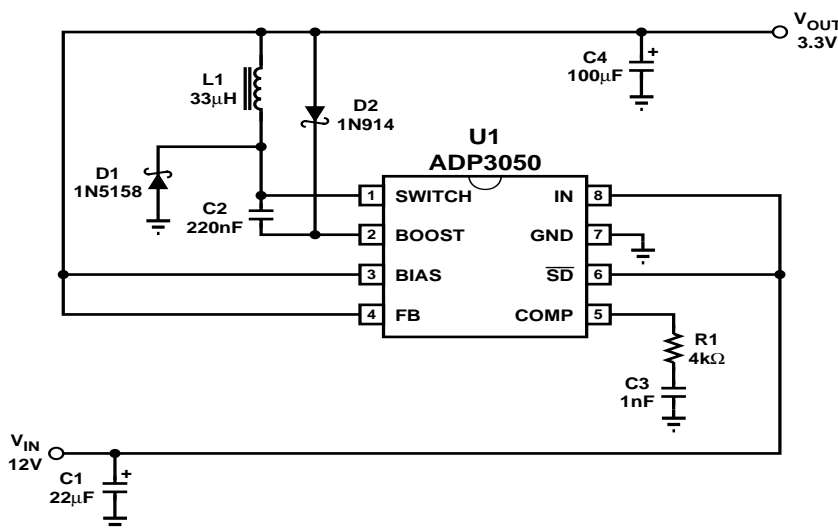 VOUT
3.3V
C4
100μF
+
L1
33μH
D2
1N914
U1
ADP3050
D1
1N5158
C2
220nF
1 SWITCH IN 8
2 BOOST GND 7
3 BIAS SD 6
4 FB COMP 5
R1
4kΩ
C3
1nF
VIN
12V
C1
22μF
+